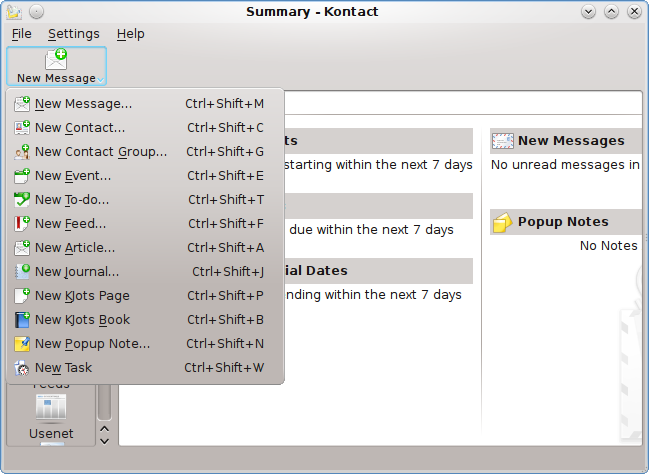 Summary - Kontact
File Settings Help
New Message
New Message... Ctrl+Shift+M
New Contact... Ctrl+Shift+C
New Contact Group... Ctrl+Shift+G
New Event... Ctrl+Shift+E
New To-do... Ctrl+Shift+T
New Feed... Ctrl+Shift+F
New Article... Ctrl+Shift+A
New Journal... Ctrl+Shift+J
New KJots Page Ctrl+Shift+P
New KJots Book Ctrl+Shift+B
New Popup Note... Ctrl+Shift+N
New Task Ctrl+Shift+W
Feeds
Usenet
ts
starting within the next 7 days
due within the next 7 days
ial Dates
nding within the next 7 days
New Messages
No unread messages in
Popup Notes
No Notes